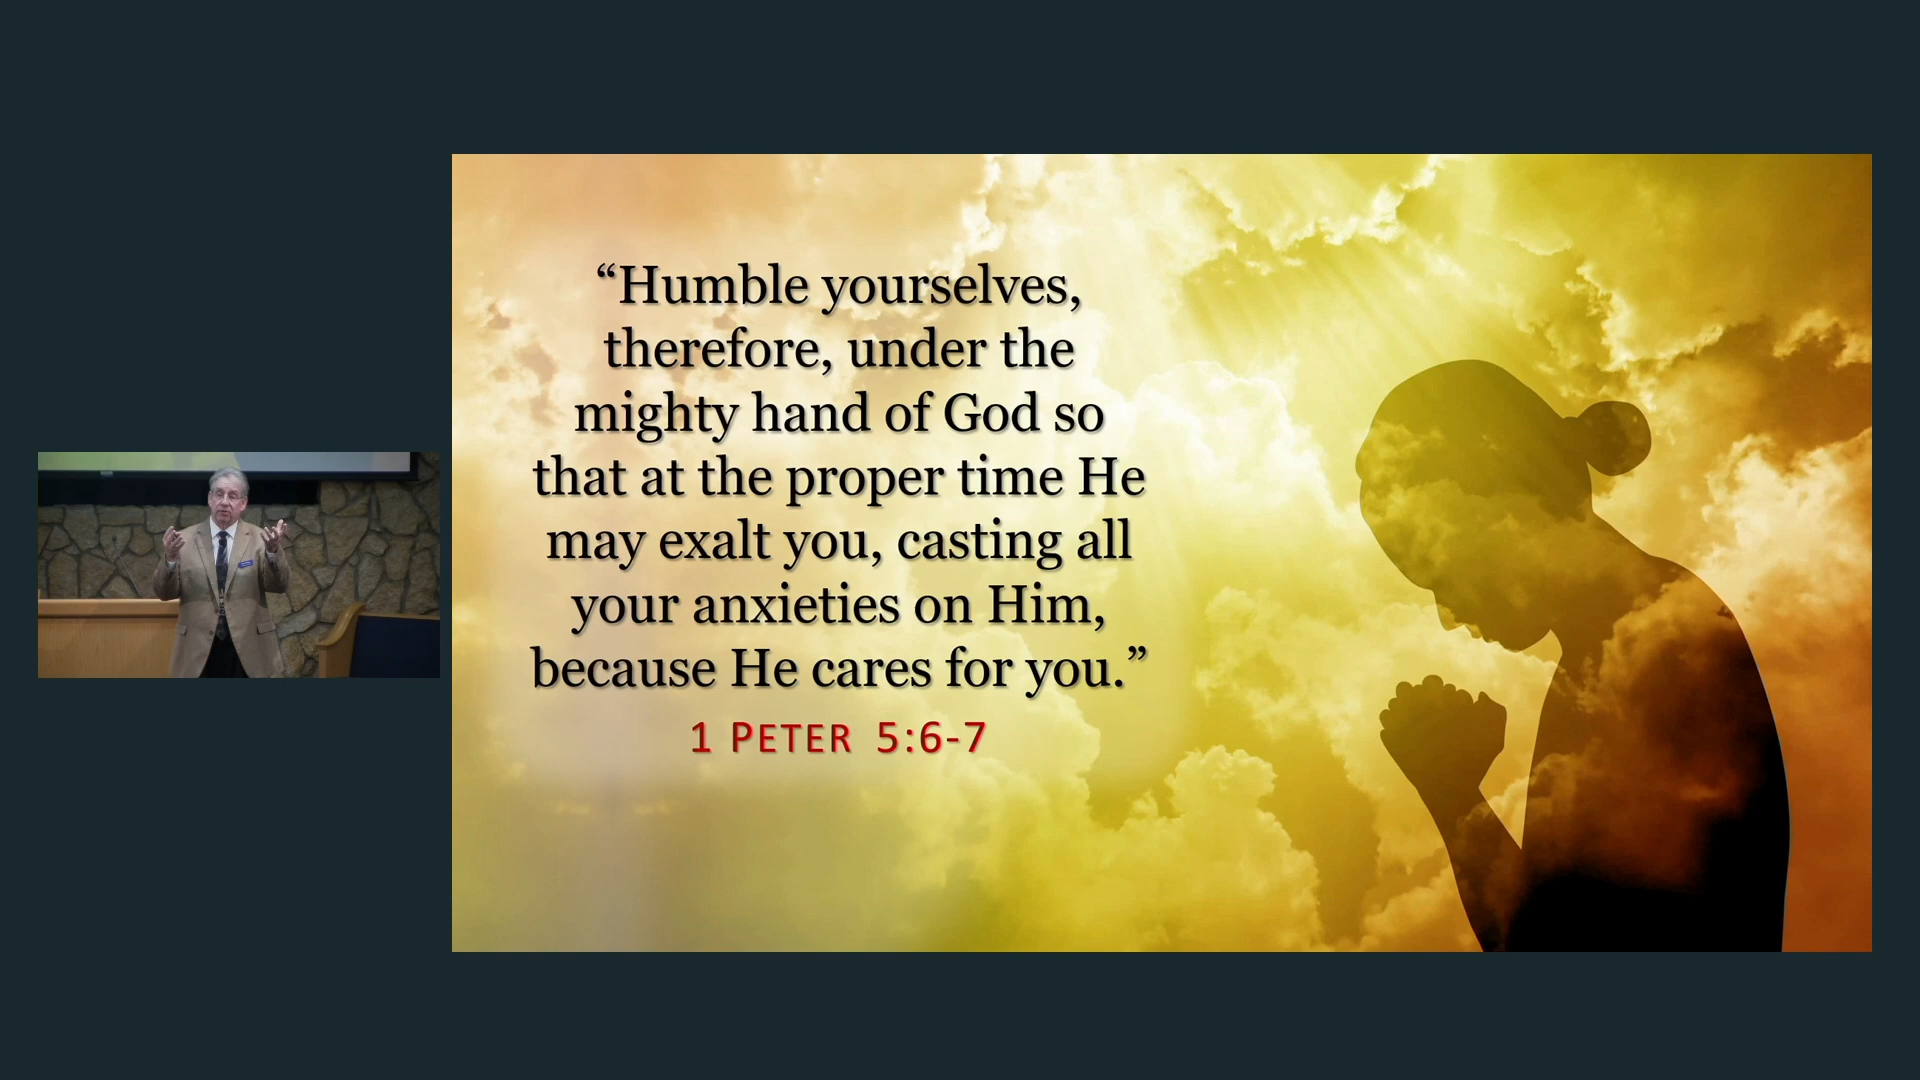 “Humble yourselves,
therefore, under the
mighty hand of God so
that at the proper time He
may exalt you, casting all
your anxieties on Him,
because He cares for you.”
1 PETER 5:6-7